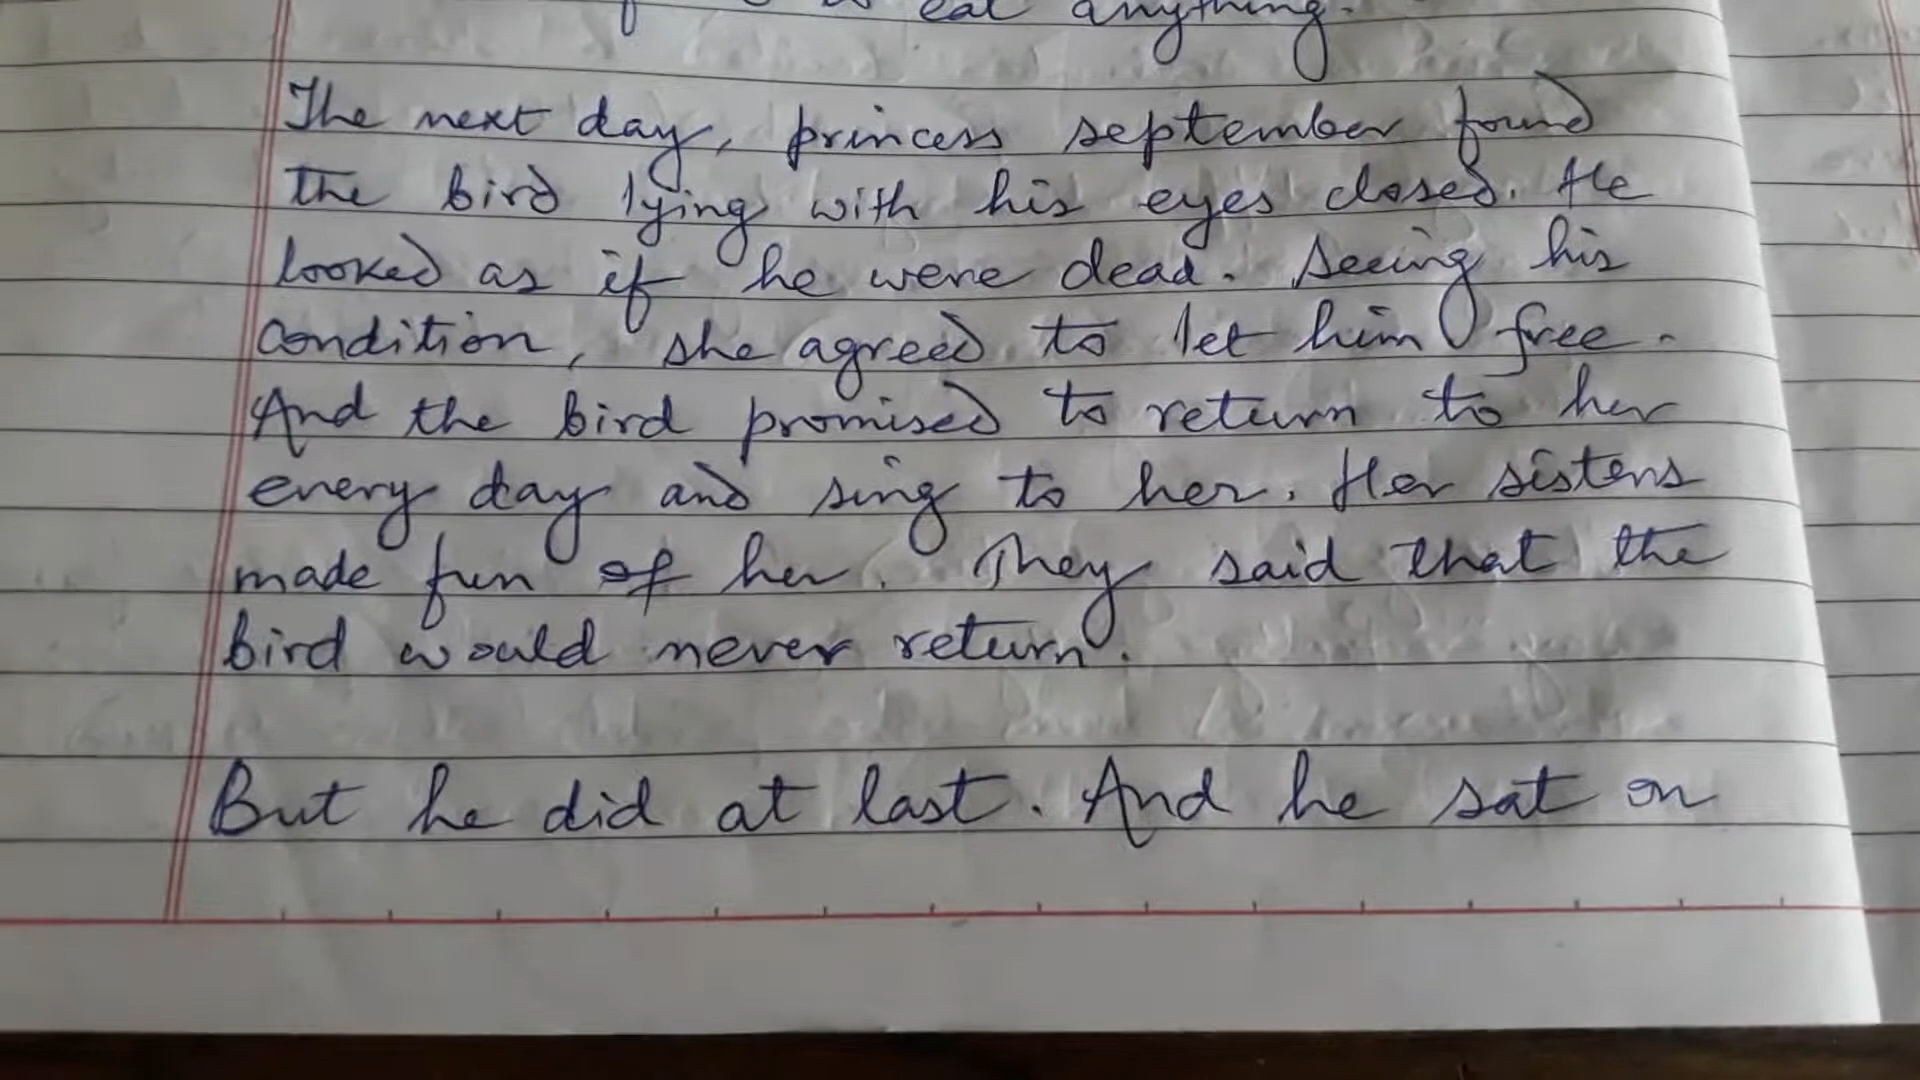 eat anything.
The next day, princess september found
the bird lying with his eyes closed. He
looked as if he were dead. Seeing his
condition, she agreed to let him free.
And the bird promised to return to her
every day and sing to her. Her sisters
made fun of her. They said that the
bird would never return.
But he did at last. And he sat on